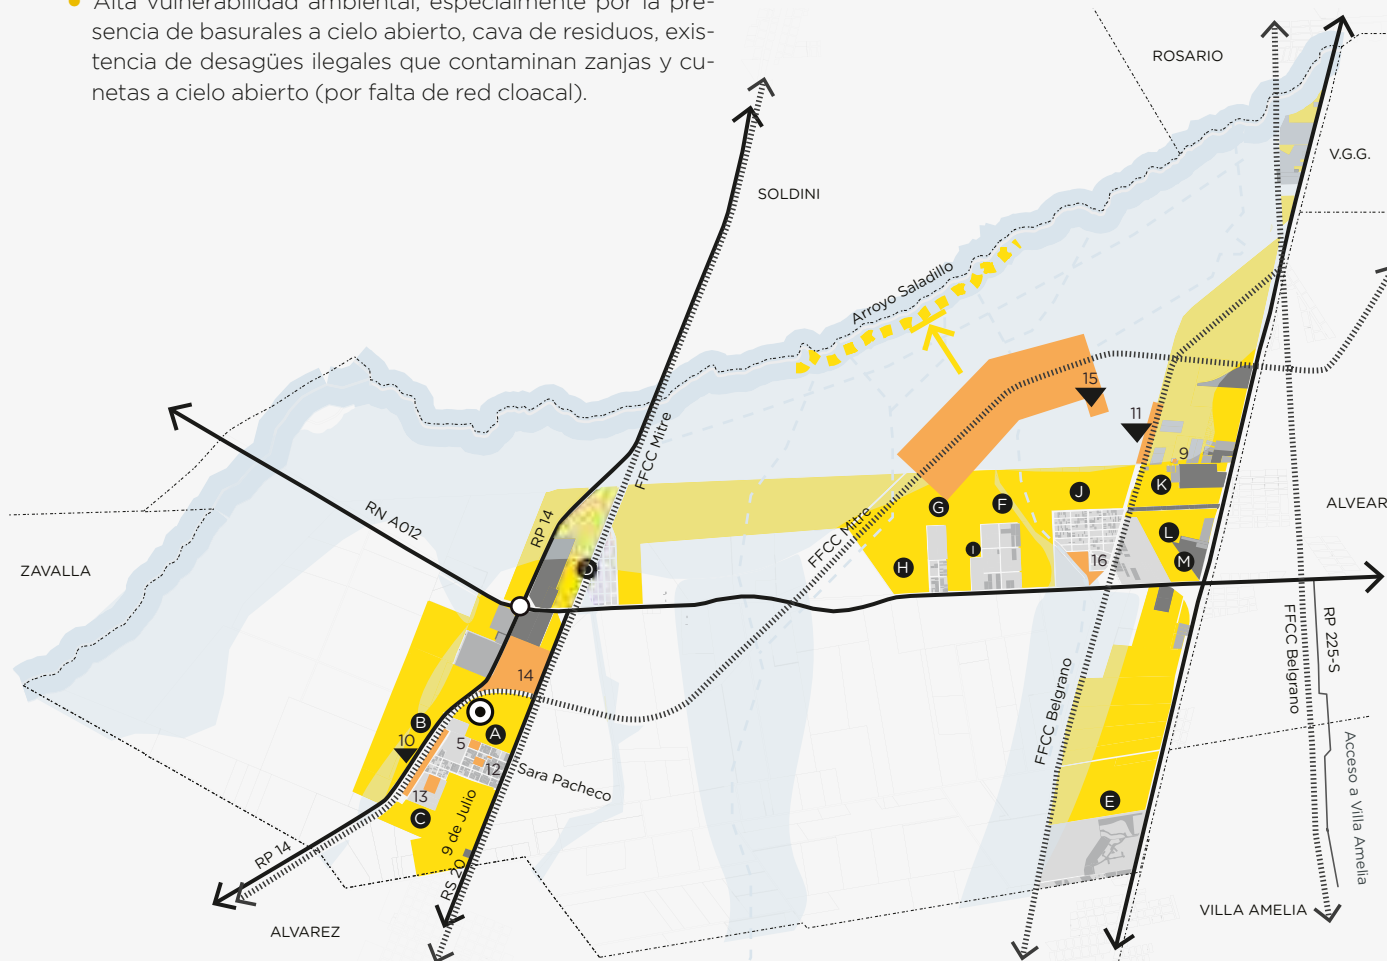 Alta vulnerabilidad ambiental, especialmente por la pre-
sencia de basurales a cielo abierto, cava de residuos, exis-
tencia de desagües ilegales que contaminan zanjas y cu-
netas a cielo abierto (por falta de red cloacal).
ROSARIO
V.G.G.
SOLDINI
Arroyo Saladillo
15
11
9
FFCC Mitre
K
J
F
G
ALVEAR
RN A012
RP 14
FFCC Mitre
L
I
16
M
H
D
ZAVALLA
RP 225-S
FFCC Belgrano
FFCC Belgrano
14
B
A
10
5
12
Sara Pacheco
Acceso a Villa Amelia
13
C
9 de Julio
E
RP 14
RS 20
VILLA AMELIA
ALVAREZ